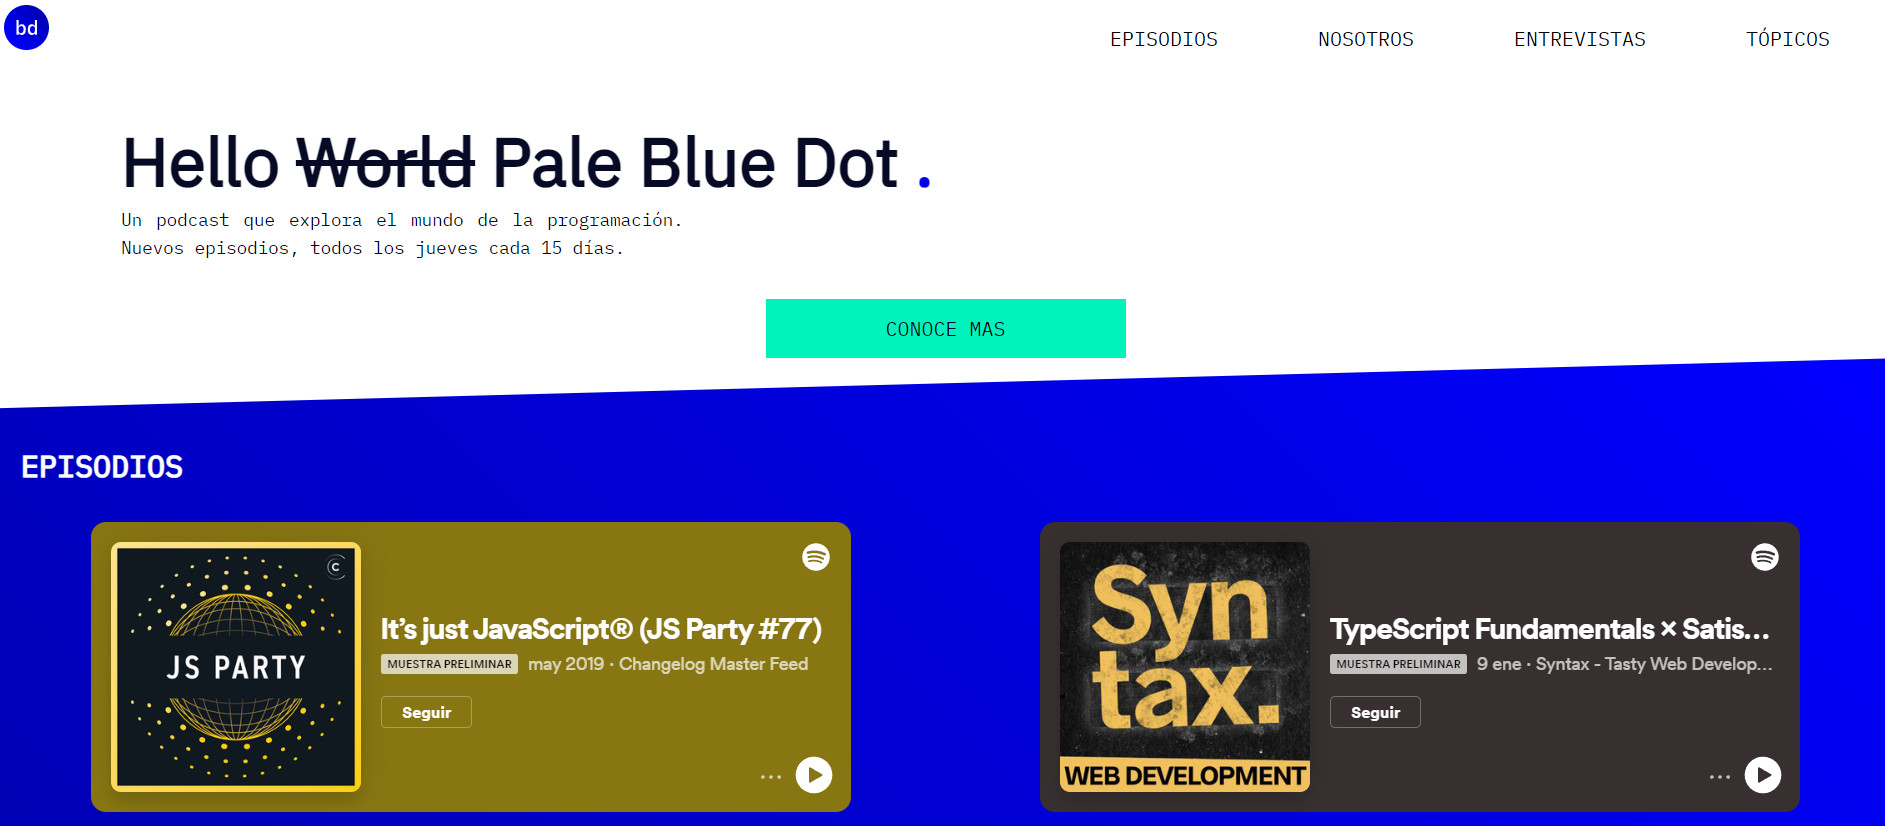 bd
EPISODIOS NOSOTROS ENTREVISTAS TÓPICOS
Hello World Pale Blue Dot .
Un podcast que explora el mundo de la programación.
Nuevos episodios, todos los jueves cada 15 días.
CONOCE MAS
EPISODIOS
C
JS PARTY
It's just JavaScript® (JS Party #77)
MUESTRA PRELIMINAR may 2019 · Changelog Master Feed
Seguir
Syn
tax.
WEB DEVELOPMENT
TypeScript Fundamentals × Satis...
MUESTRA PRELIMINAR 9 ene · Syntax - Tasty Web Develop...
Seguir